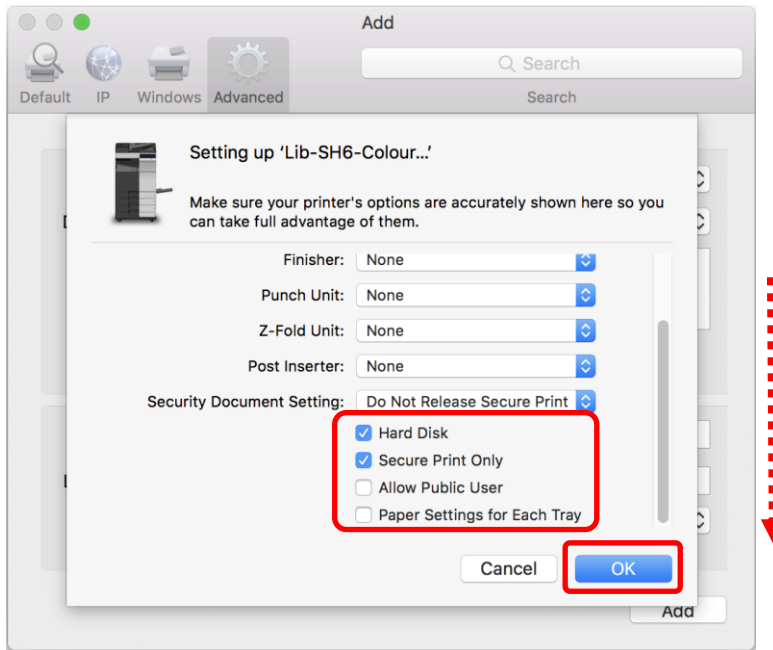 Add
Search
Default IP Windows Advanced Search
Setting up ‘Lib-SH6-Colour...’
Make sure your printer's options are accurately shown here so you
can take full advantage of them.
Finisher: None
Punch Unit: None
Z-Fold Unit: None
Post Inserter: None
Security Document Setting: Do Not Release Secure Print
Hard Disk
Secure Print Only
Allow Public User
Paper Settings for Each Tray
Cancel OK
Add